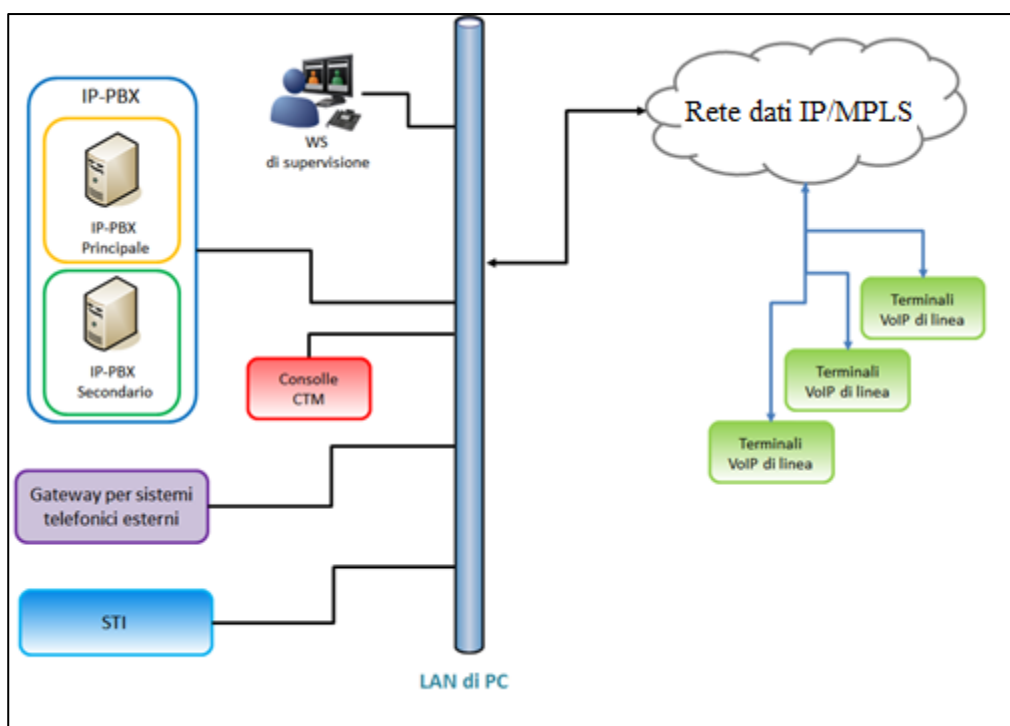 IP-PBX
IP-PBX
Principale
IP-PBX
Secondario
WS
di supervisione
Consolle
CTM
Gateway per sistemi
telefonici esterni
STI
LAN di PC
Rete dati IP/MPLS
Terminali
VoIP di linea
Terminali
VoIP di linea
Terminali
VoIP di linea